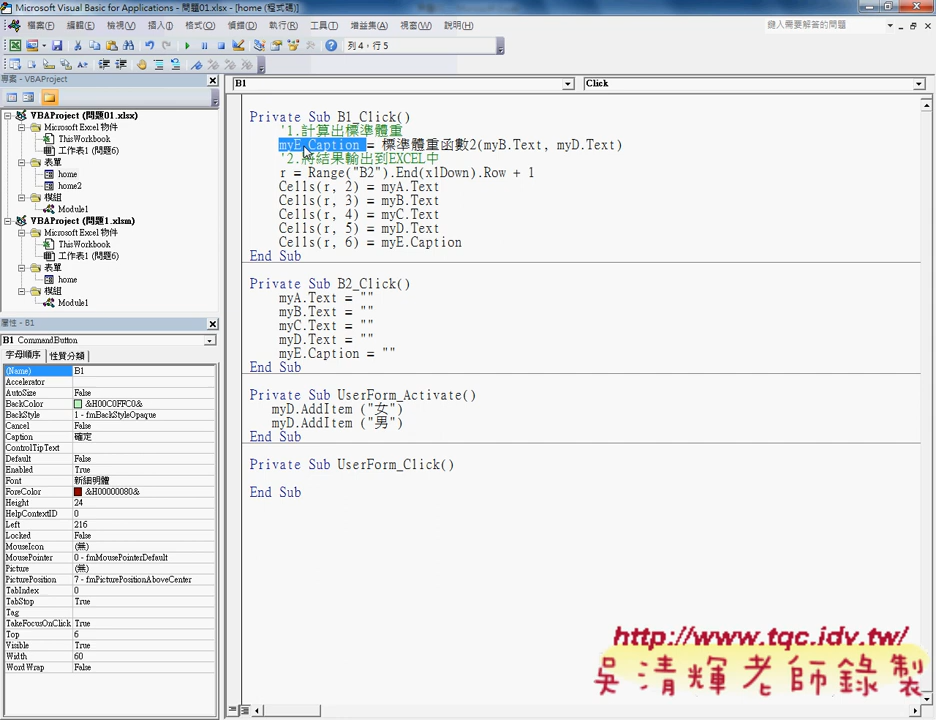 Microsoft Visual Basic for Applications - 問題01.xlsx - [home (程式碼)]
檔案(F) 編輯(E) 檢視(V) 插入(I) 格式(O) 偵錯(D) 執行(R) 工具(T) 增益集(A) 視窗(W) 說明(H)
鍵入需要解答的問題
列 4，行 5
專案 - VBAProject
VBAProject (問題01.xlsx)
Microsoft Excel 物件
ThisWorkbook
工作表1 (問題6)
表單
home
home2
模組
Module1
VBAProject (問題1.xlsm)
Microsoft Excel 物件
ThisWorkbook
工作表1 (問題6)
表單
home
模組
Module1
屬性 - B1
B1 CommandButton
字母順序 性質分類
(Name) B1
Accelerator
AutoSize False
BackColor &H00C0FFC0&
BackStyle 1 - fmBackStyleOpaque
Cancel False
Caption 確定
ControlTipText
Default False
Enabled True
Font 新細明體
ForeColor &H00000080&
Height 24
HelpContextID 0
Left 216
Locked False
MouseIcon (無)
MousePointer 0 - fmMousePointerDefault
Picture (無)
PicturePosition 7 - fmPicturePositionAboveCenter
TabIndex 0
TabStop True
Tag
TakeFocusOnClick True
Top 6
Visible True
Width 60
WordWrap False
B1 Click
Private Sub B1_Click()
'1.計算出標準體重
myE.Caption = 標準體重函數2(myB.Text, myD.Text)
'2.將結果輸出到EXCEL中
r = Range("B2").End(xlDown).Row + 1
Cells(r, 2) = myA.Text
Cells(r, 3) = myB.Text
Cells(r, 4) = myC.Text
Cells(r, 5) = myD.Text
Cells(r, 6) = myE.Caption
End Sub
Private Sub B2_Click()
myA.Text = ""
myB.Text = ""
myC.Text = ""
myD.Text = ""
myE.Caption = ""
End Sub
Private Sub UserForm_Activate()
myD.AddItem ("女")
myD.AddItem ("男")
End Sub
Private Sub UserForm_Click()
End Sub
http://www.tqc.idv.tw/
吳清輝老師錄製